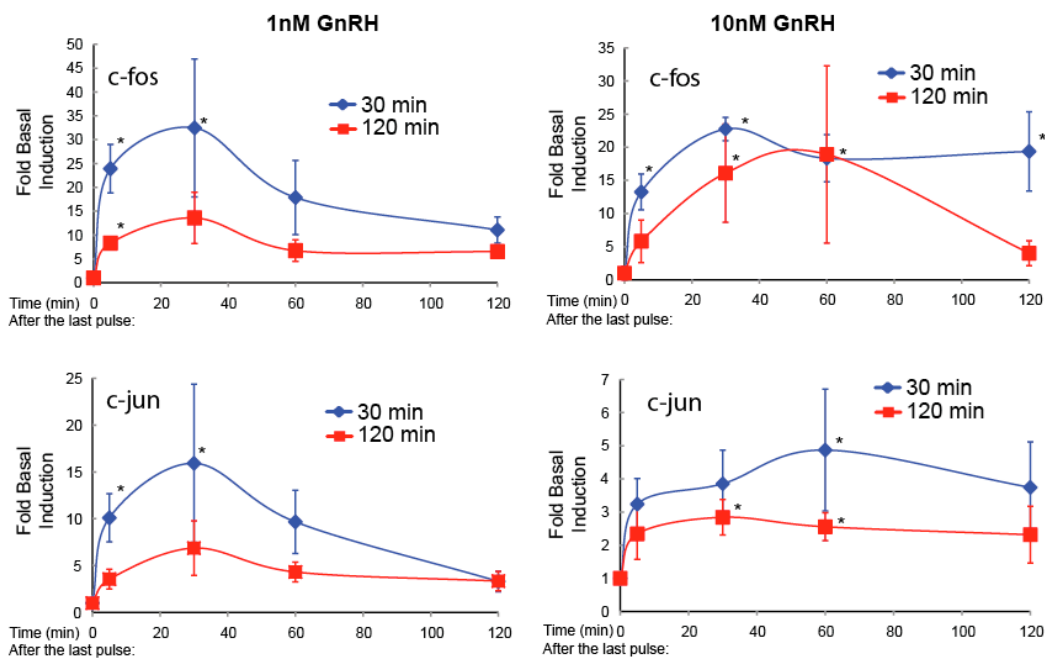 1nM GnRH
10nM GnRH
c-fos
30 min
120 min
Fold Basal
Induction
50
45
40
35
30
25
20
15
10
5
0
* * *
Time (min) 0 20 40 60 80 100 120
After the last pulse:
c-fos
30 min
120 min
Fold Basal
Induction
35
30
25
20
15
10
5
0
* * * * *
Time (min) 0 20 40 60 80 100 120
After the last pulse:
c-jun
30 min
120 min
Fold Basal
Induction
25
20
15
10
5
0
* *
Time (min) 0 20 40 60 80 100 120
After the last pulse:
c-jun
30 min
120 min
Fold Basal
Induction
7
6
5
4
3
2
1
0
* * *
Time (min) 0 20 40 60 80 100 120
After the last pulse: